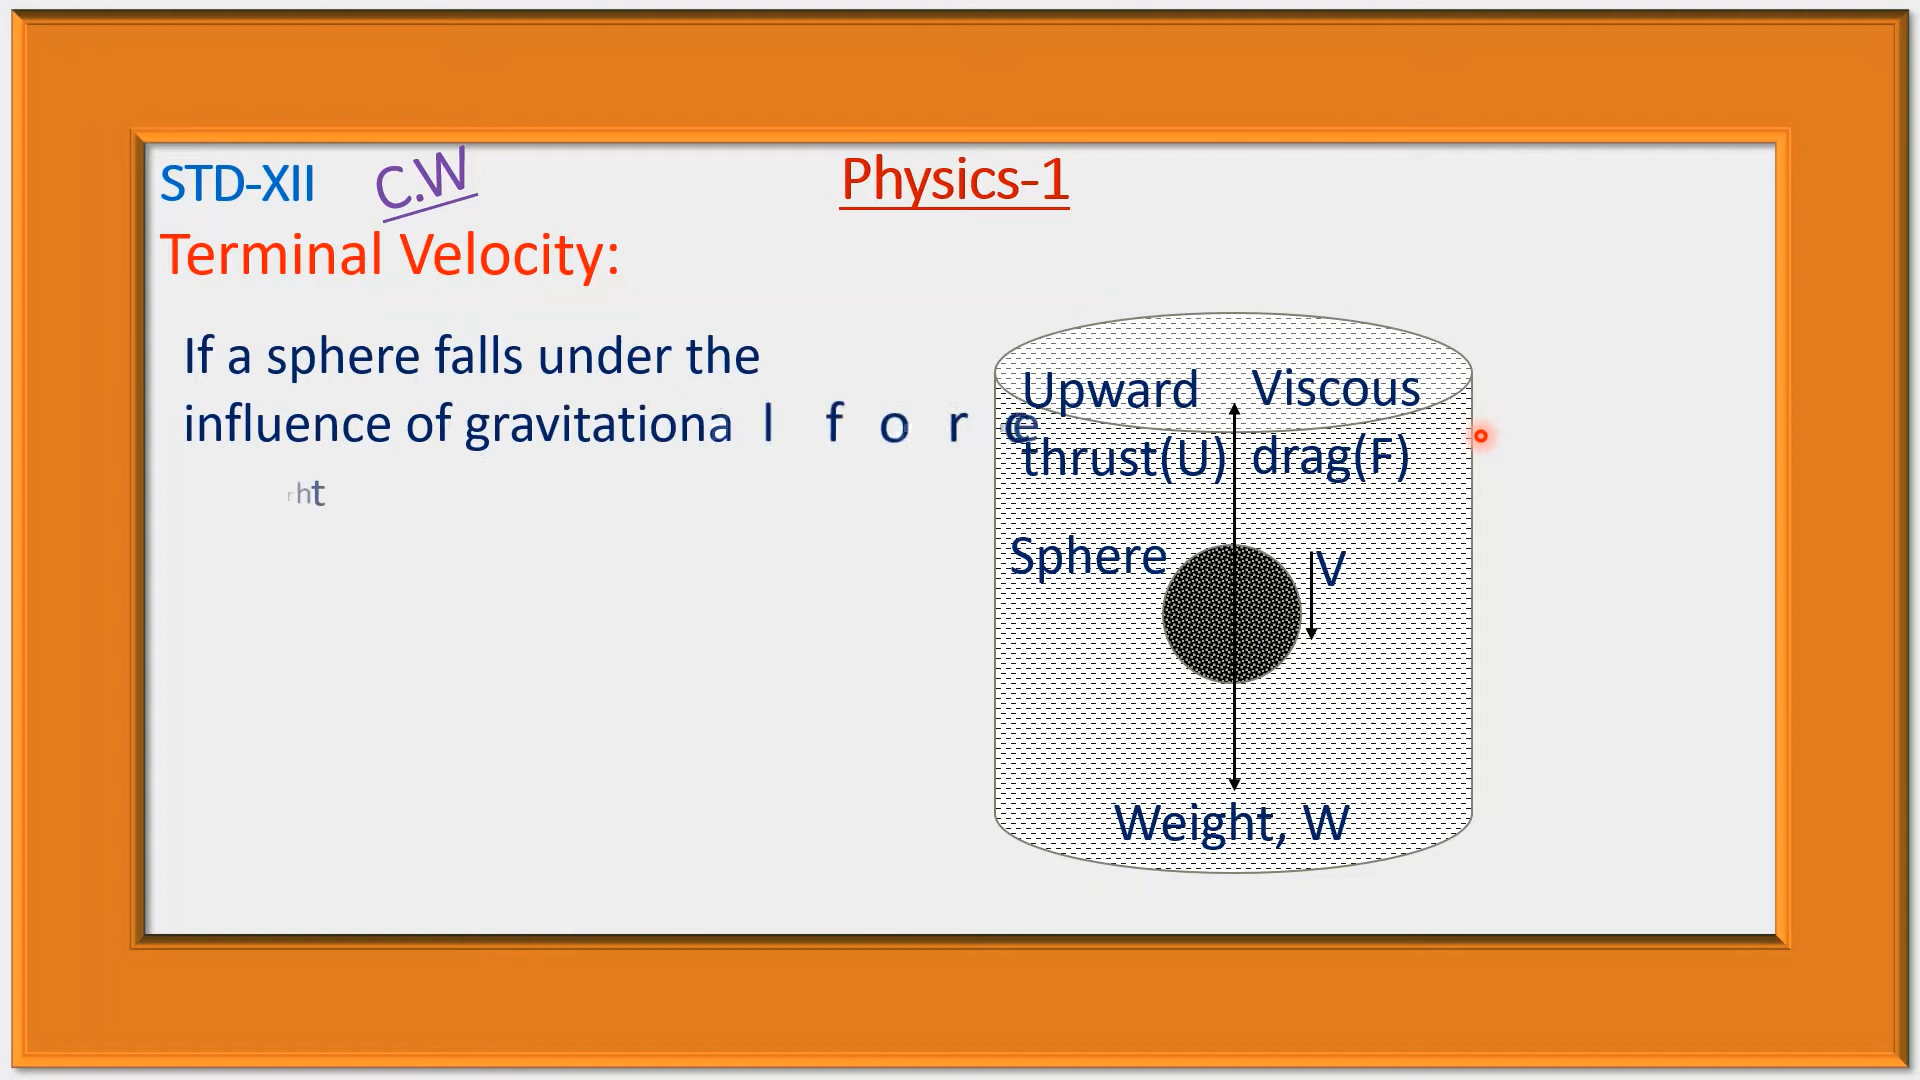 STD-XII C.W Physics-1
Terminal Velocity:
If a sphere falls under the
influence of gravitational force
Upward Viscous
thrust(U) drag(F)
Sphere V
Weight, W